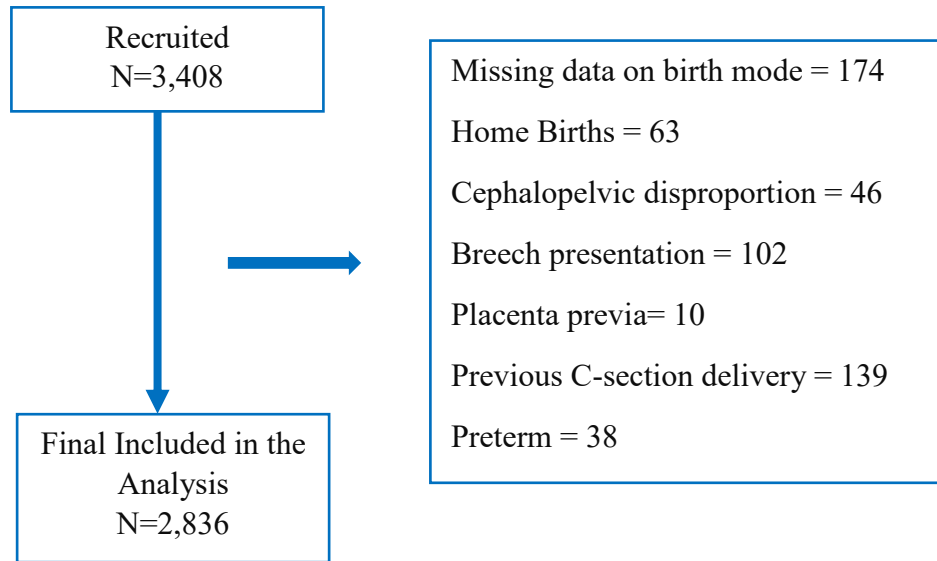 Recruited
N=3,408
Missing data on birth mode = 174
Home Births = 63
Cephalopelvic disproportion = 46
Breech presentation = 102
Placenta previa= 10
Previous C-section delivery = 139
Preterm = 38
Final Included in the
Analysis
N=2,836